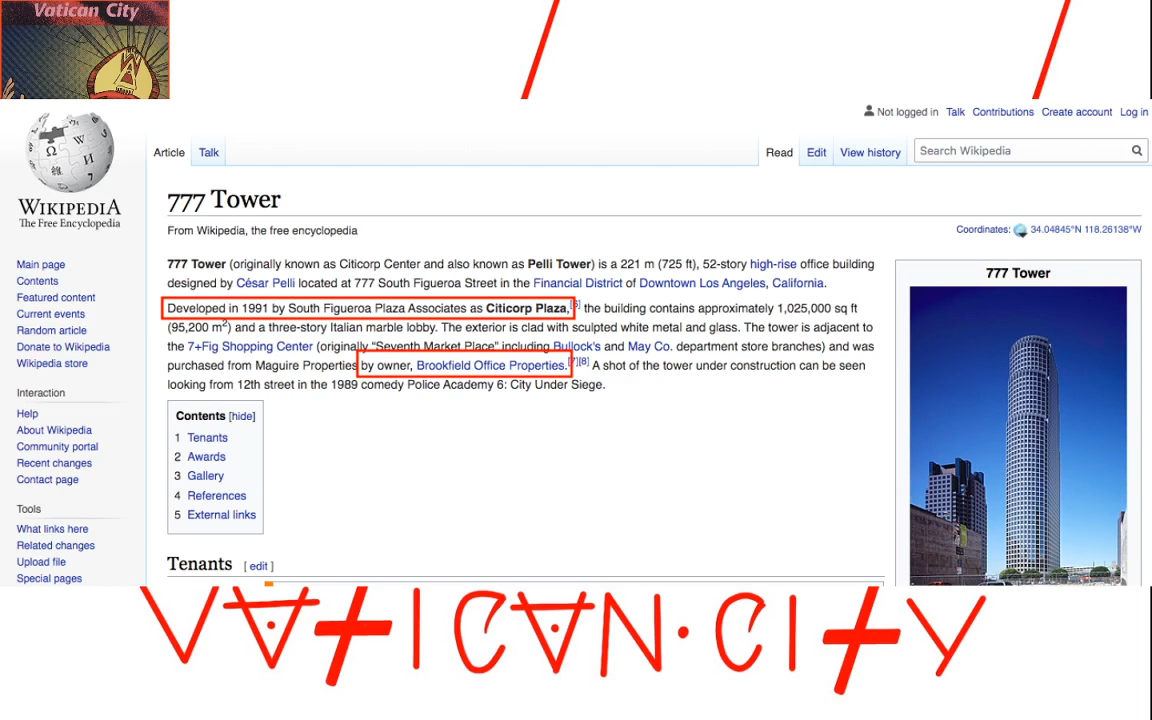 Vatican City
Not logged in Talk Contributions Create account Log in
Article Talk Read Edit View history Search Wikipedia
WIKIPEDIA
The Free Encyclopedia
777 Tower
From Wikipedia, the free encyclopedia
Coordinates: 34.04845°N 118.26138°W
Main page
Contents
Featured content
Current events
Random article
Donate to Wikipedia
Wikipedia store
Interaction
Help
About Wikipedia
Community portal
Recent changes
Contact page
Tools
What links here
Related changes
Upload file
Special pages
777 Tower (originally known as Citicorp Center and also known as Pelli Tower) is a 221 m (725 ft), 52-story high-rise office building
designed by César Pelli located at 777 South Figueroa Street in the Financial District of Downtown Los Angeles, California.
Developed in 1991 by South Figueroa Plaza Associates as Citicorp Plaza,[6] the building contains approximately 1,025,000 sq ft
(95,200 m2) and a three-story Italian marble lobby. The exterior is clad with sculpted white metal and glass. The tower is adjacent to
the 7+Fig Shopping Center (originally "Seventh Market Place" including Bullock's and May Co. department store branches) and was
purchased from Maguire Properties by owner, Brookfield Office Properties.[7][8] A shot of the tower under construction can be seen
looking from 12th street in the 1989 comedy Police Academy 6: City Under Siege.
Contents [hide]
1 Tenants
2 Awards
3 Gallery
4 References
5 External links
Tenants [ edit ]
777 Tower
VATICAN·CITY